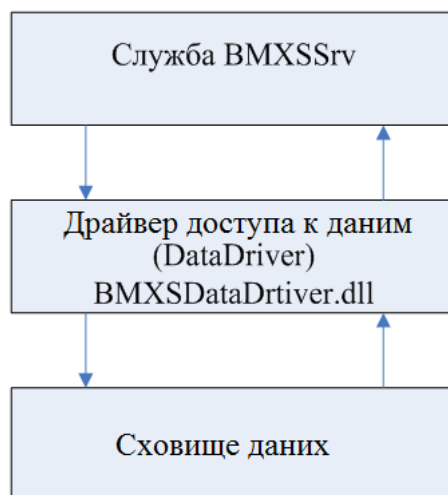 Служба BMXSSrv
Драйвер доступа к даним
(DataDriver)
BMXSDataDrtiver.dll
Сховище даних